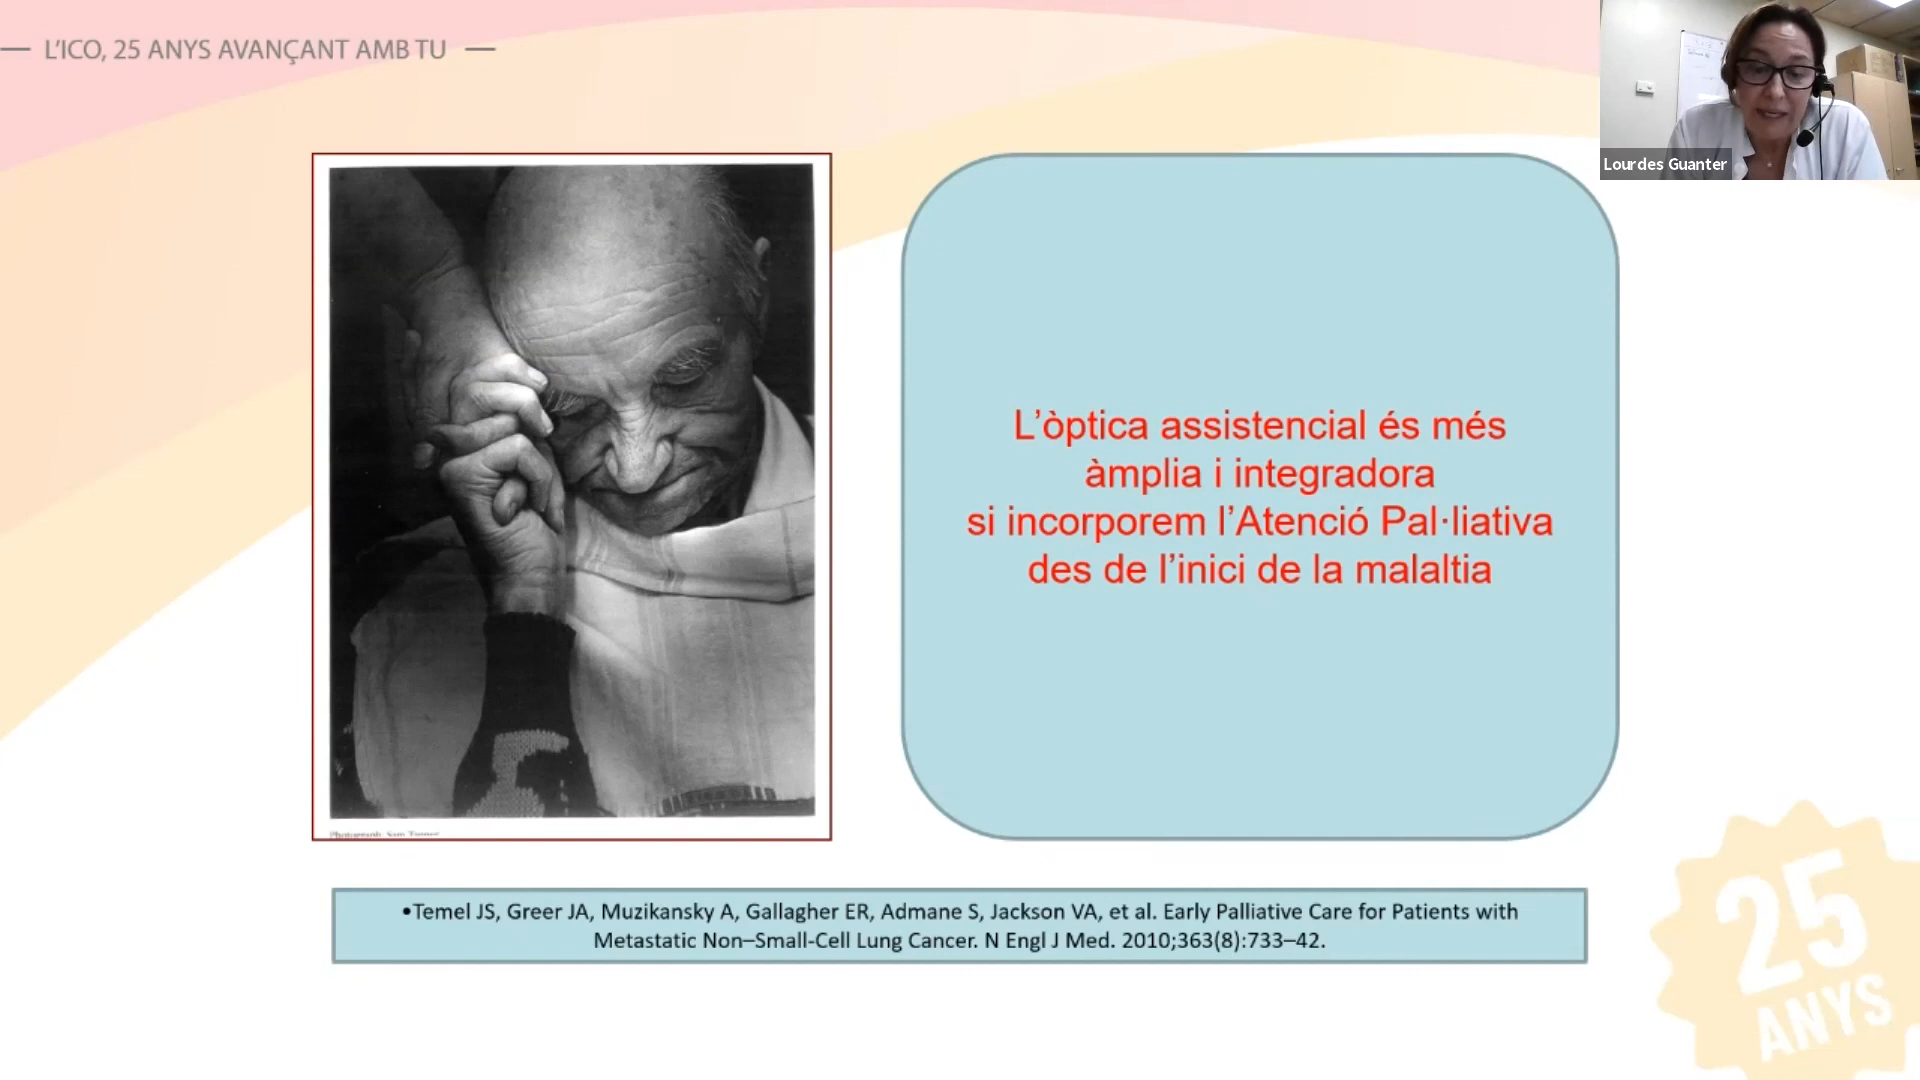 — L'ICO, 25 ANYS AVANÇANT AMB TU —
Lourdes Guanter
L’òptica assistencial és més
àmplia i integradora
si incorporem l’Atenció Pal·liativa
des de l’inici de la malaltia
Photograph: Sam Tanner
•Temel JS, Greer JA, Muzikansky A, Gallagher ER, Admane S, Jackson VA, et al. Early Palliative Care for Patients with
Metastatic Non–Small-Cell Lung Cancer. N Engl J Med. 2010;363(8):733–42.
25
ANYS